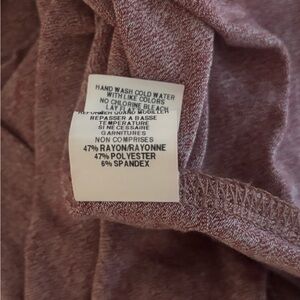 HAND WASH COLD WATER
WITH LIKE COLORS
NO CHLORINE BLEACH
LAY FLAT TO
REPASSER A BASSE
TEMPERATURE
SI NECESSAIRE
GARNITURES
NON COMPRISES
47% RAYON/RAYONNE
47% POLYESTER
6% SPANDEX